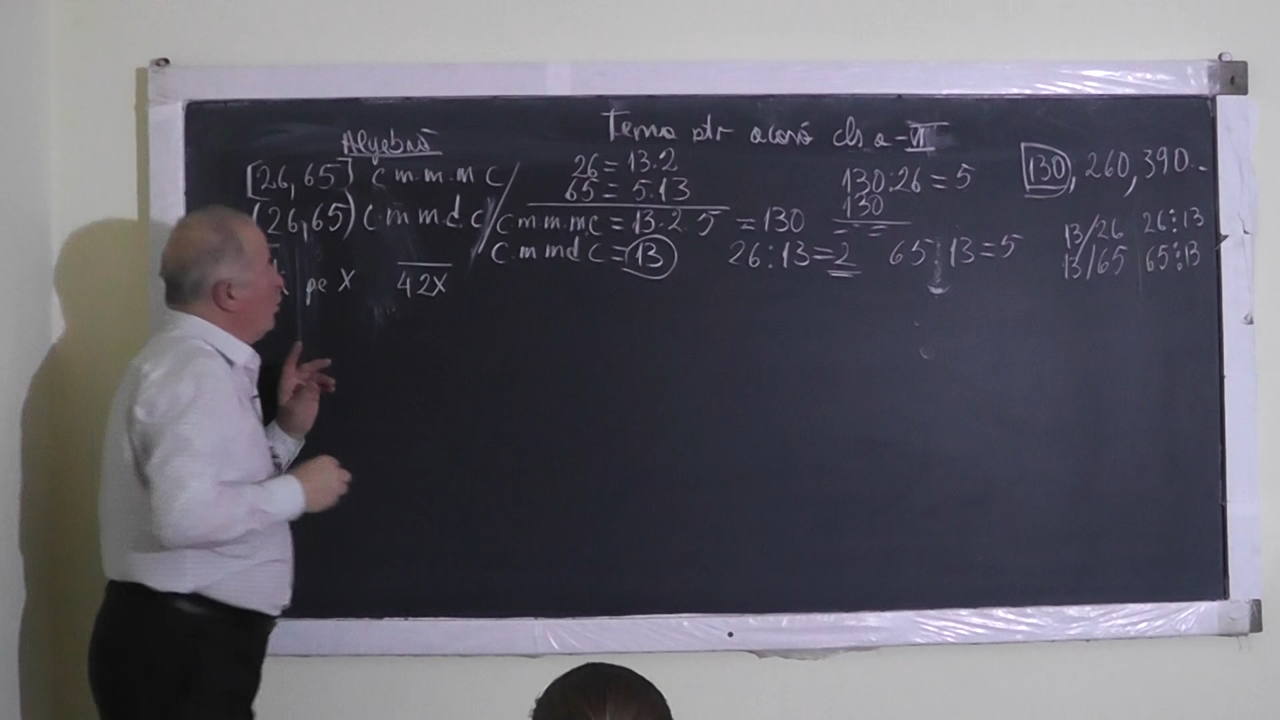 Algebră
Tema ptr acasă cls a-VI
[26,65] c.m.m.m.c
(26,65) c.m.m.d.c
pe X
42X
26 = 13·2
65 = 5·13
c.m.m.m.c = 13·2·5 = 130
c.m.m.d.c = 13
26:13=2
65:13=5
130:26=5
130
130, 260, 390..
13/26 26⋮13
13/65 65⋮13